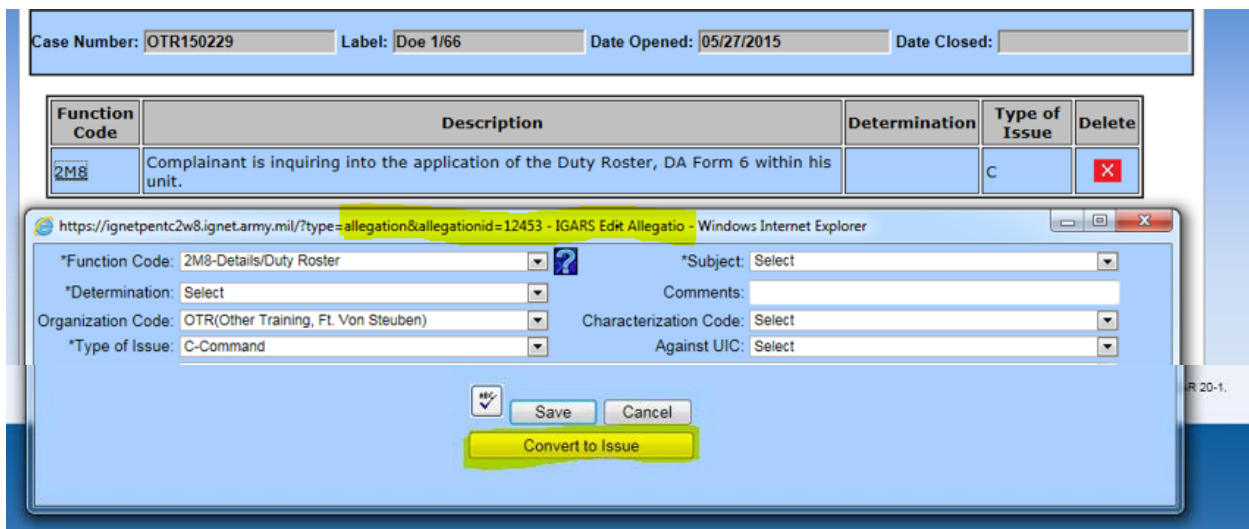 Case Number: OTR150229 Label: Doe 1/66 Date Opened: 05/27/2015 Date Closed:
Function Code Description Determination Type of Issue Delete
2M8 Complainant is inquiring into the application of the Duty Roster, DA Form 6 within his unit. C X
https://ignetpentc2w8.ignet.army.mil/?type=allegation&allegationid=12453 - IGARS Edit Allegatio - Windows Internet Explorer
*Function Code: 2M8-Details/Duty Roster ? *Subject: Select
*Determination: Select Comments:
Organization Code: OTR(Other Training, Ft. Von Steuben) Characterization Code: Select
*Type of Issue: C-Command Against UIC: Select
R 20-1.
ABC
Save Cancel
Convert to Issue